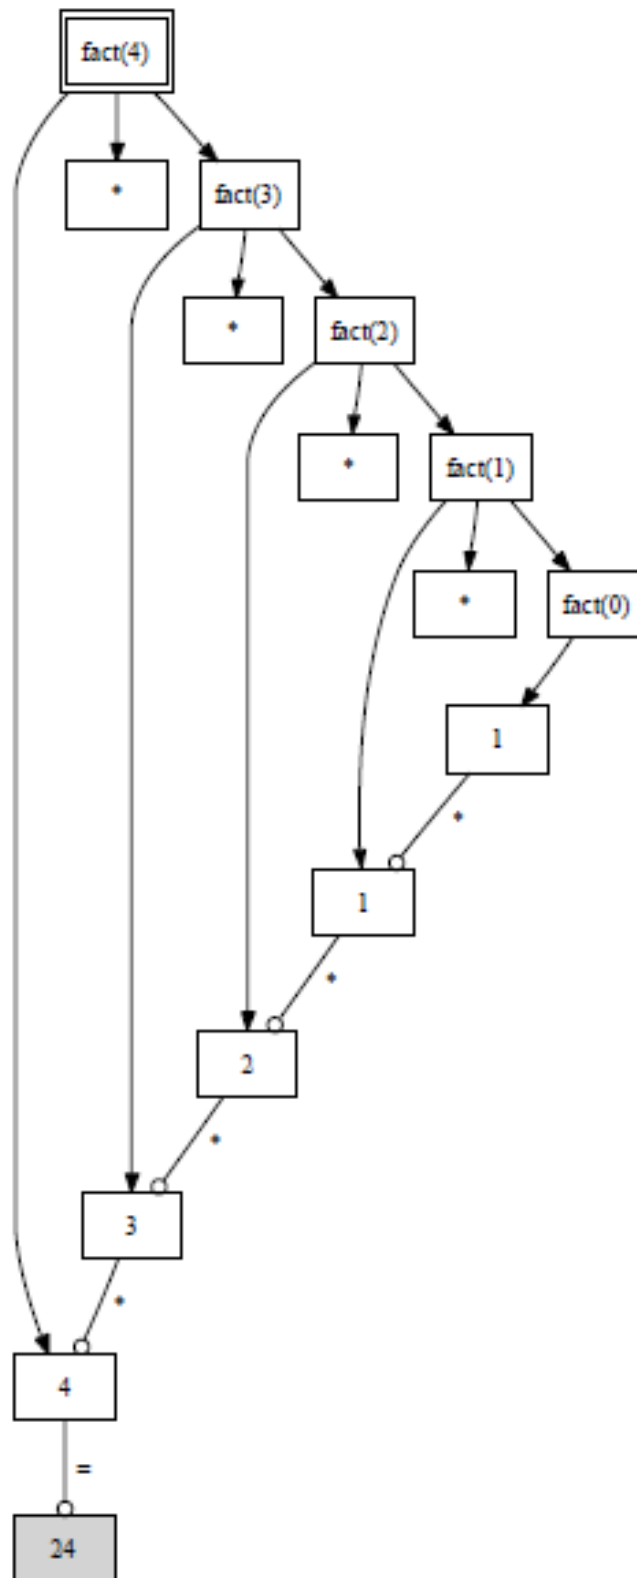 fact(4)
* fact(3)
* fact(2)
* fact(1)
* fact(0)
1
*
1
*
2
*
3
*
4
=
24